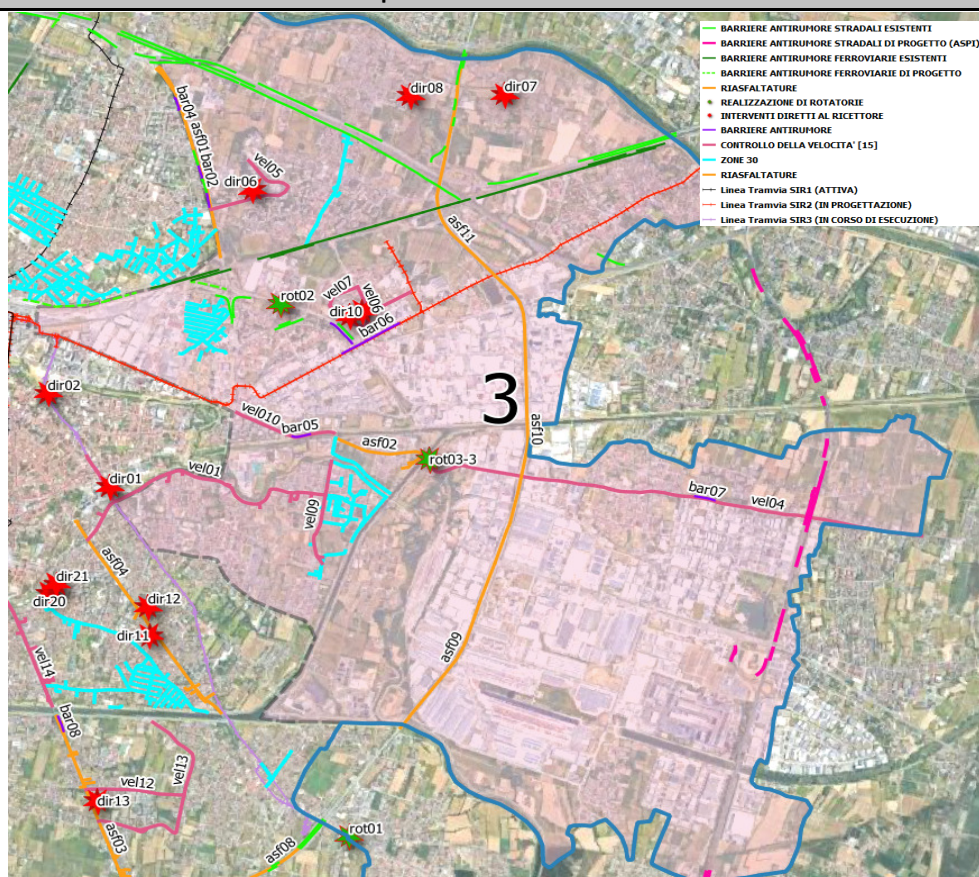 BARRIERE ANTIRUMORE STRADALI ESISTENTI
BARRIERE ANTIRUMORE STRADALI DI PROGETTO (ASPI)
BARRIERE ANTIRUMORE FERROVIARIE ESISTENTI
BARRIERE ANTIRUMORE FERROVIARIE DI PROGETTO
RIASFALTATURE
REALIZZAZIONE DI ROTATORIE
INTERVENTI DIRETTI AL RICETTORE
BARRIERE ANTIRUMORE
CONTROLLO DELLA VELOCITA' [15]
ZONE 30
RIASFALTATURE
Linea Tramvia SIR1 (ATTIVA)
Linea Tramvia SIR2 (IN PROGETTAZIONE)
Linea Tramvia SIR3 (IN CORSO DI ESECUZIONE)
dir08
dir07
bar04
asf01
bar02
vel05
dir06
asf11
rot02
vel07
vel06
dir10
bar06
dir02
3
vel010
bar05
asf02
asf10
rot03-3
dir01
vel01
vel09
bar07
vel04
asf04
dir21
dir20
dir12
dir11
asf09
vel14
bar08
vel13
vel12
dir13
asf03
asf08
rot01